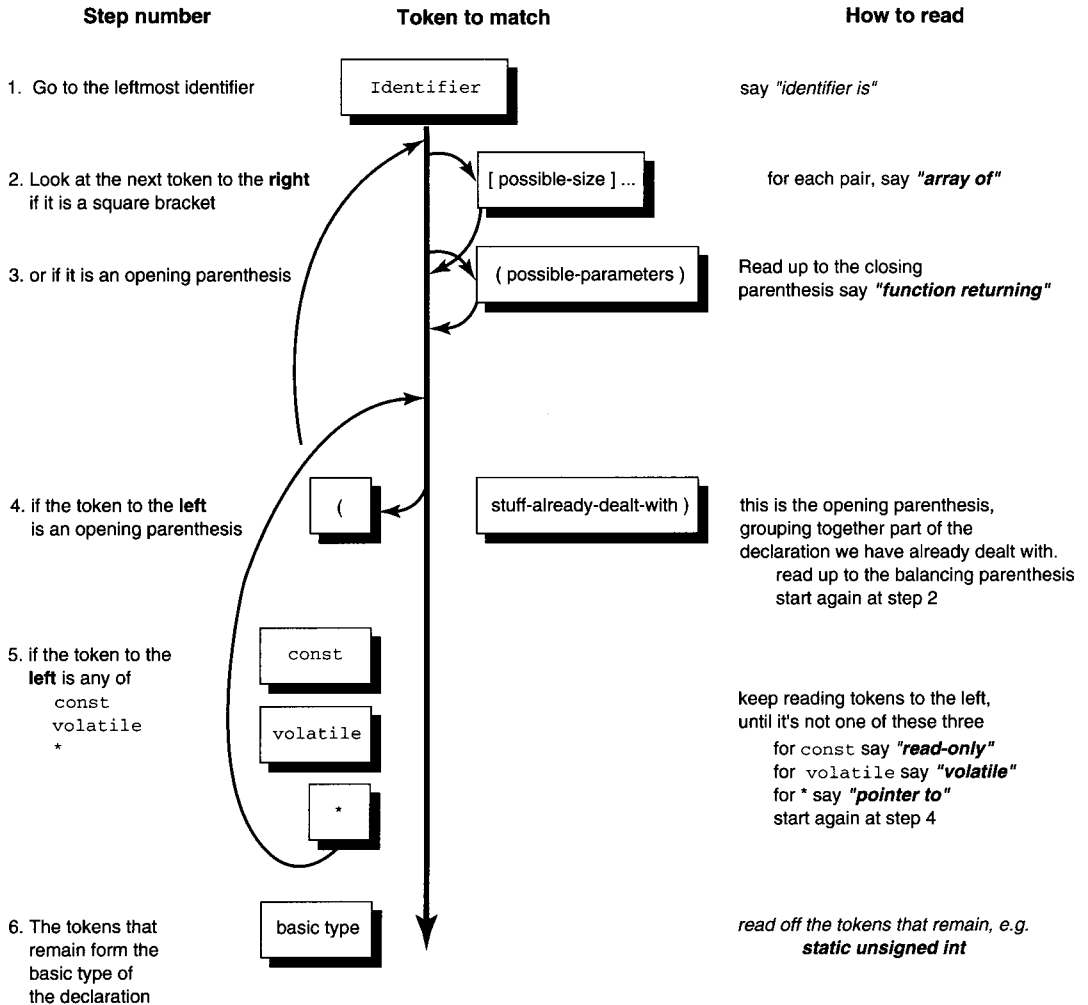 Step number
Token to match
How to read
1. Go to the leftmost identifier
Identifier
say "identifier is"
2. Look at the next token to the right
if it is a square bracket
[ possible-size ] ...
for each pair, say "array of"
3. or if it is an opening parenthesis
( possible-parameters )
Read up to the closing
parenthesis say "function returning"
4. if the token to the left
is an opening parenthesis
(
stuff-already-dealt-with )
this is the opening parenthesis,
grouping together part of the
declaration we have already dealt with.
read up to the balancing parenthesis
start again at step 2
5. if the token to the
left is any of
const
volatile
*
const
volatile
*
keep reading tokens to the left,
until it's not one of these three
for const say "read-only"
for volatile say "volatile"
for * say "pointer to"
start again at step 4
6. The tokens that
remain form the
basic type of
the declaration
basic type
read off the tokens that remain, e.g.
static unsigned int